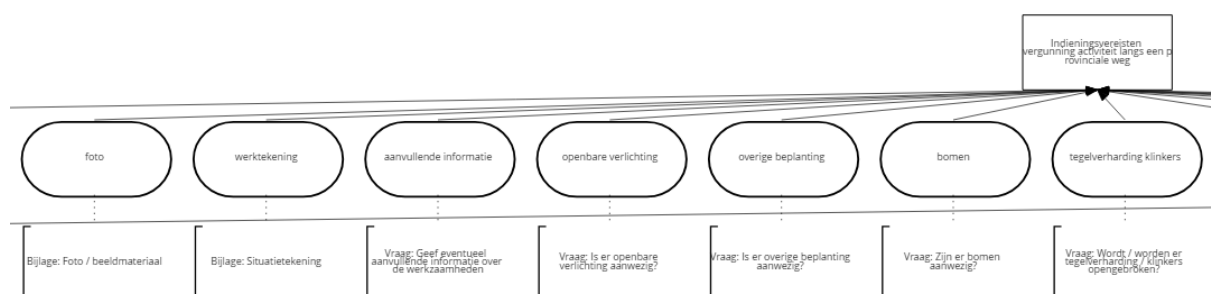 Indieningsvereisten
vergunning activiteit langs een p
rovinciale weg
foto
werktekening
aanvullende informatie
openbare verlichting
overige beplanting
bomen
tegelverharding klinkers
Bijlage: Foto / beeldmateriaal
Bijlage: Situatietekening
Vraag: Geef eventueel
aanvullende informatie over
de werkzaamheden
Vraag: Is er openbare
verlichting aanwezig?
Vraag: Is er overige beplanting
aanwezig?
Vraag: Zijn er bomen
aanwezig?
Vraag: Wordt / worden er
tegelverharding / klinkers
opengebroken?